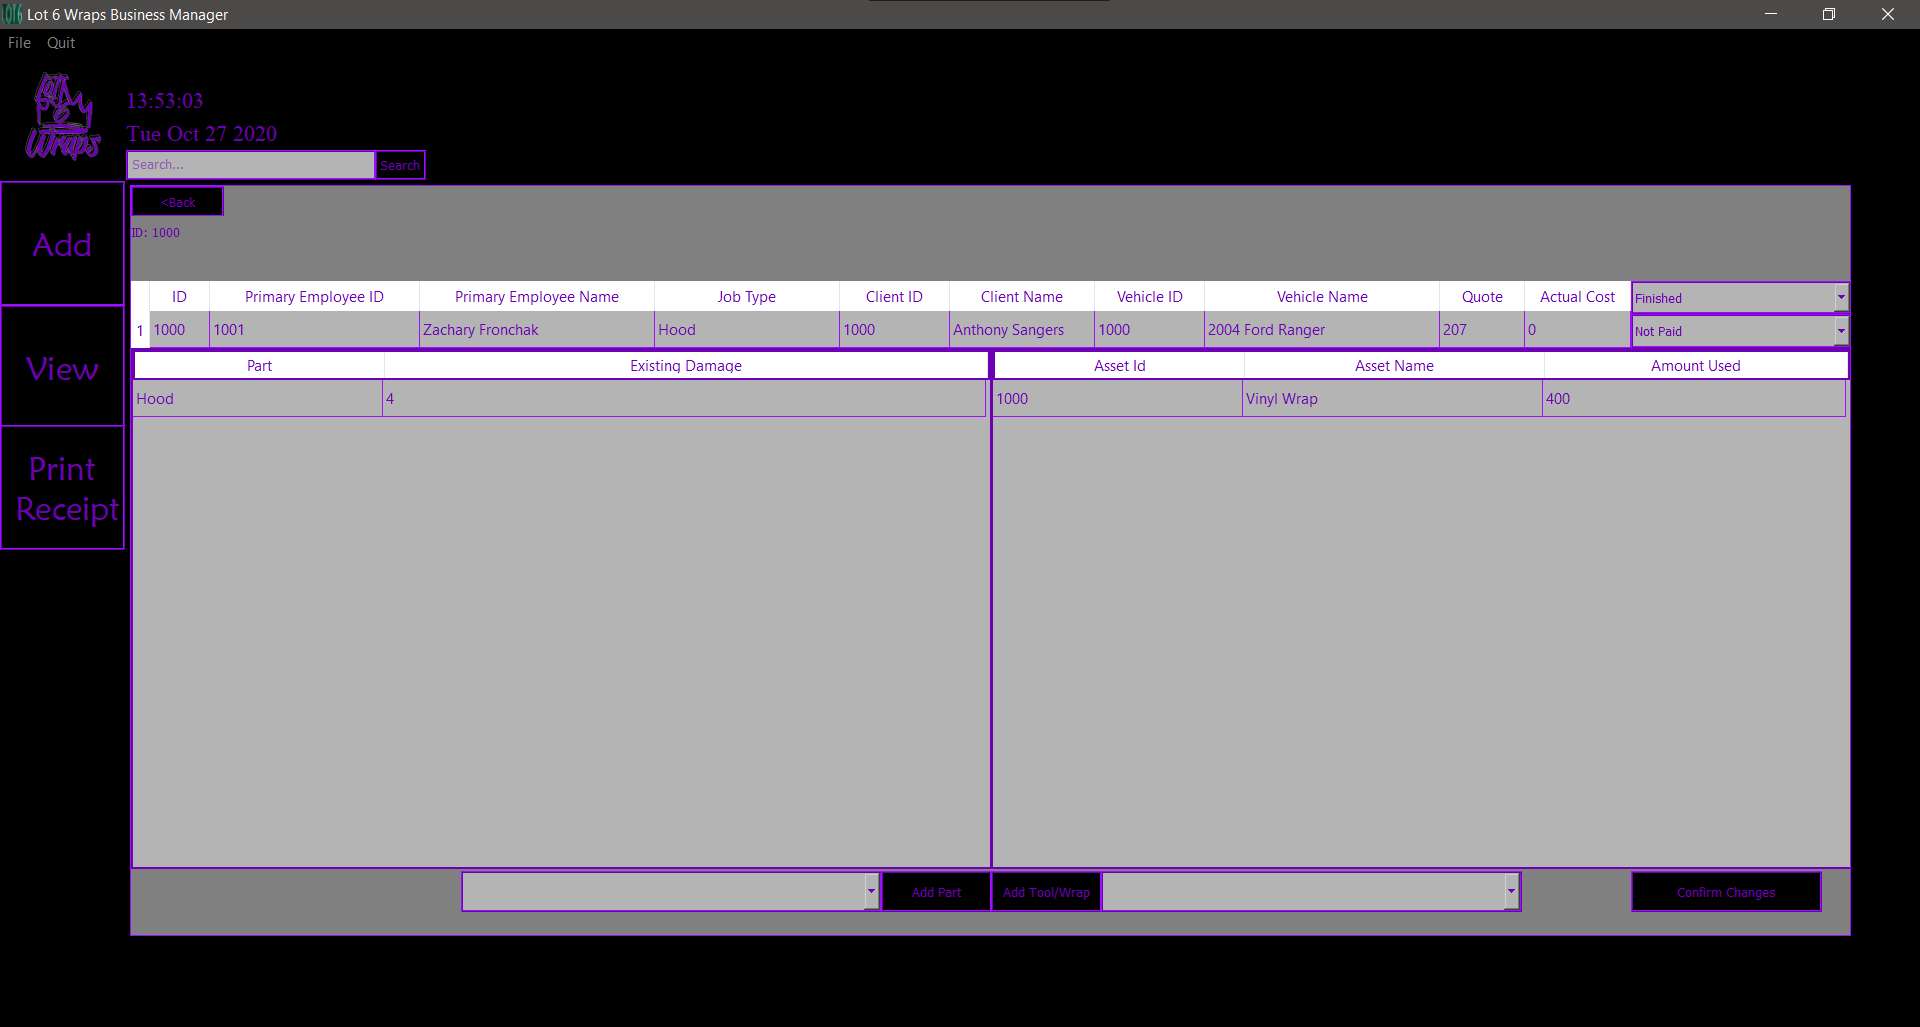 LOT6 Lot 6 Wraps Business Manager
File Quit
Lot
6
Wraps
13:53:03
Tue Oct 27 2020
Search... Search
Add
View
Print
Receipt
<Back
ID: 1000
ID Primary Employee ID Primary Employee Name Job Type Client ID Client Name Vehicle ID Vehicle Name Quote Actual Cost Finished
1 1000 1001 Zachary Fronchak Hood 1000 Anthony Sangers 1000 2004 Ford Ranger 207 0 Not Paid
Part Existing Damage Asset Id Asset Name Amount Used
Hood 4 1000 Vinyl Wrap 400
Add Part Add Tool/Wrap Confirm Changes